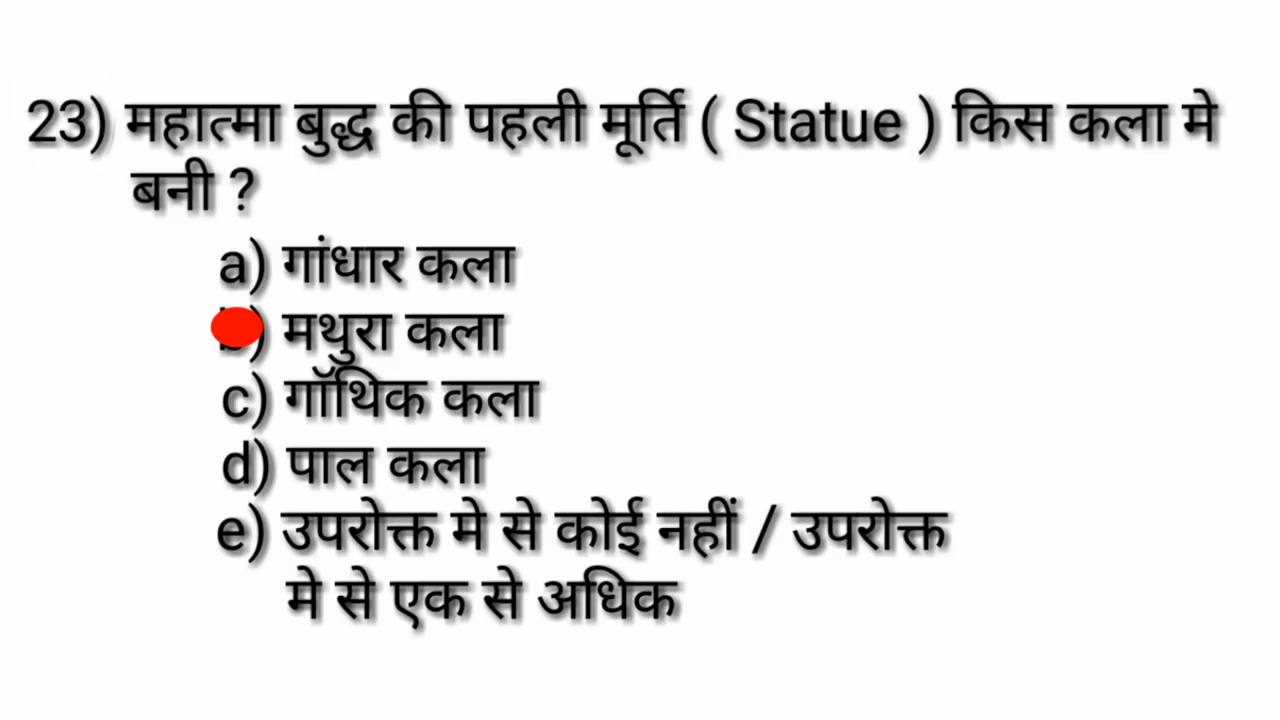 23) महात्मा बुद्ध की पहली मूर्ति ( Statue ) किस कला मे
बनी ?
a) गांधार कला
b) मथुरा कला
c) गॉथिक कला
d) पाल कला
e) उपरोक्त मे से कोई नहीं / उपरोक्त
मे से एक से अधिक